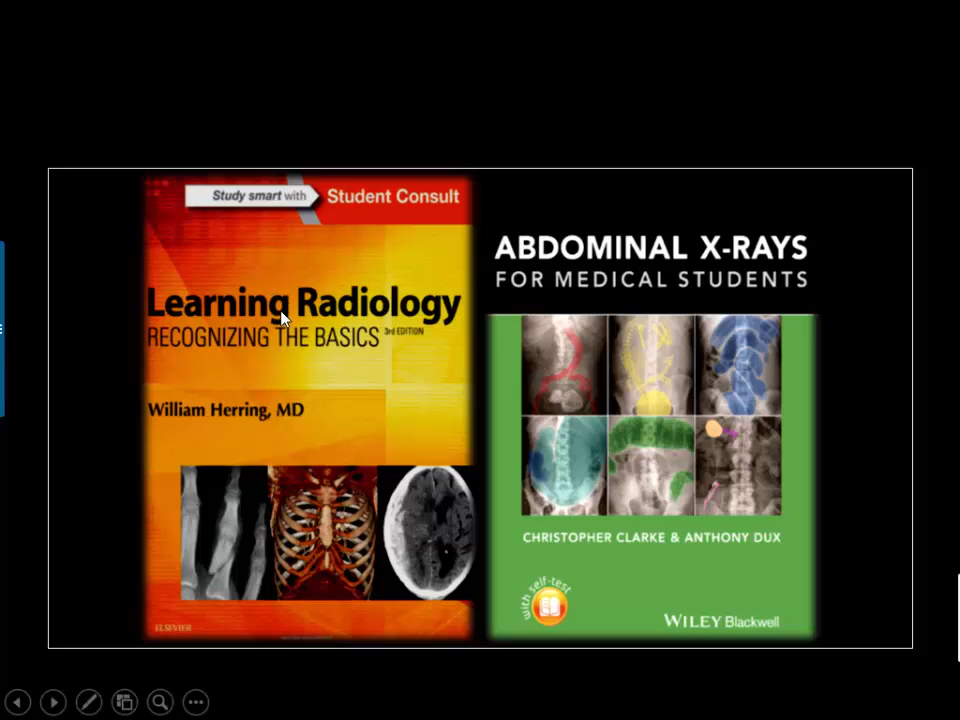 Study smart with Student Consult
Learning Radiology
RECOGNIZING THE BASICS 3rd EDITION
William Herring, MD
ELSEVIER
ABDOMINAL X-RAYS
FOR MEDICAL STUDENTS
CHRISTOPHER CLARKE & ANTHONY DUX
with self-test
WILEY Blackwell